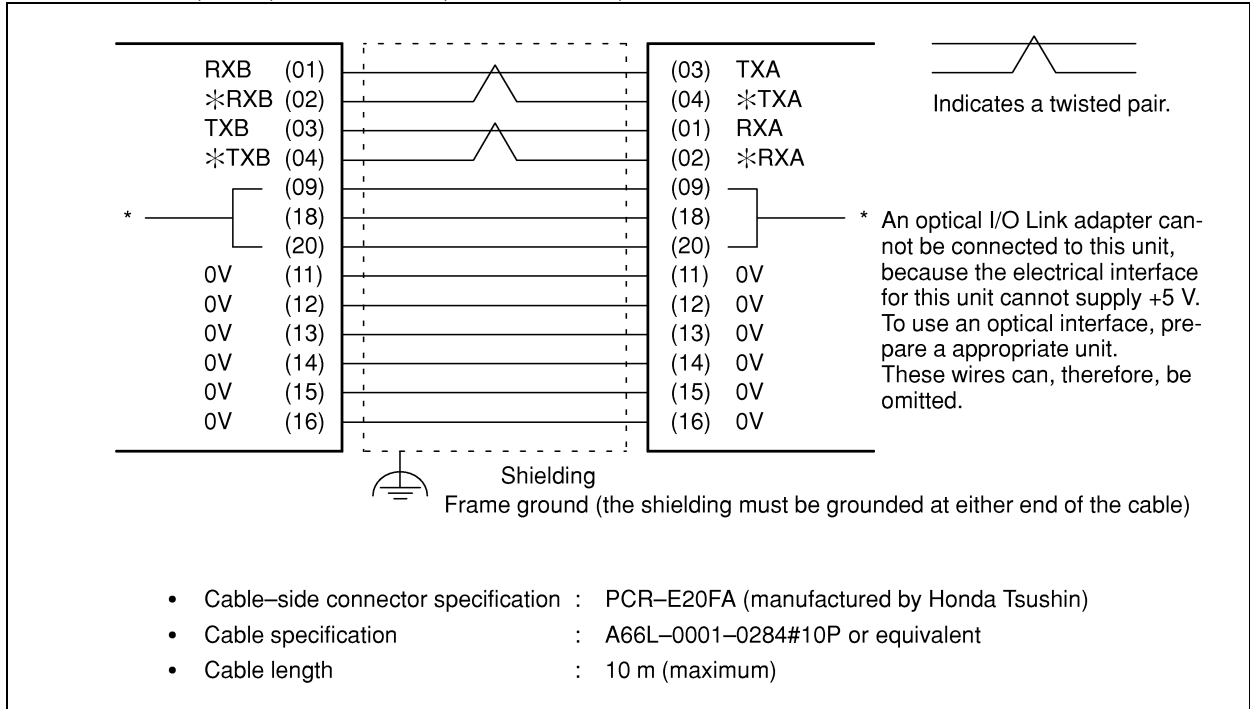 RXB (01) (03) TXA
✻RXB (02) (04) ✻TXA
TXB (03) (01) RXA
✻TXB (04) (02) ✻RXA
(09) (09)
* (18) (18) *
(20) (20)
0V (11) (11) 0V
0V (12) (12) 0V
0V (13) (13) 0V
0V (14) (14) 0V
0V (15) (15) 0V
0V (16) (16) 0V
Indicates a twisted pair.
An optical I/O Link adapter can-
not be connected to this unit,
because the electrical interface
for this unit cannot supply +5 V.
To use an optical interface, pre-
pare a appropriate unit.
These wires can, therefore, be
omitted.
Shielding
Frame ground (the shielding must be grounded at either end of the cable)
• Cable–side connector specification : PCR–E20FA (manufactured by Honda Tsushin)
• Cable specification : A66L–0001–0284#10P or equivalent
• Cable length : 10 m (maximum)